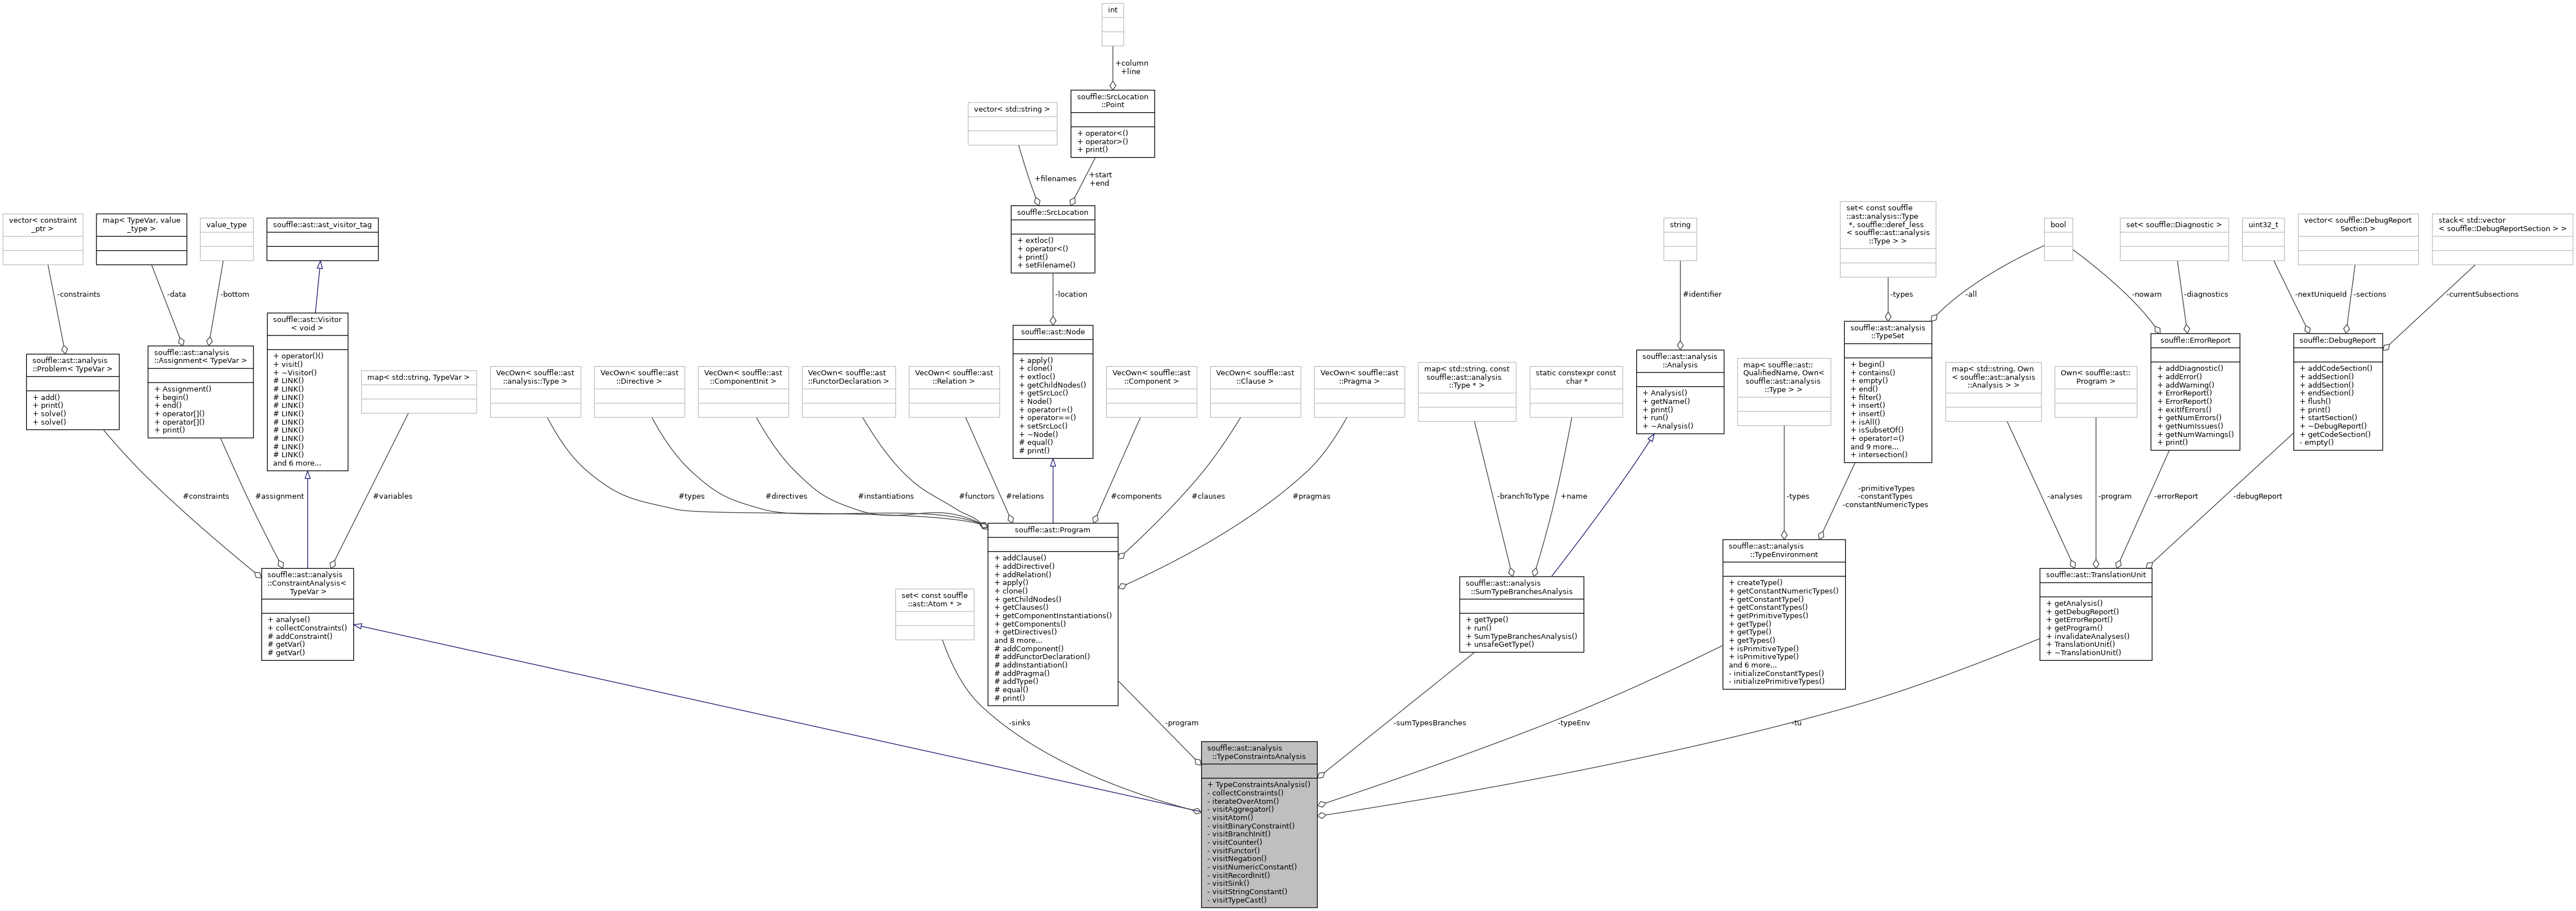 int
+column
+line
souffle::SrcLocation
::Point
+ operator<()
+ operator>()
+ print()
vector< std::string >
+filenames
+start
+end
souffle::SrcLocation
+ extloc()
+ operator<()
+ print()
+ setFilename()
-location
souffle::ast::Node
+ apply()
+ clone()
+ extloc()
+ getChildNodes()
+ getSrcLoc()
+ Node()
+ operator!=()
+ operator==()
+ setSrcLoc()
+ ~Node()
# equal()
# print()
vector< constraint
_ptr >
-constraints
map< TypeVar, value
_type >
-data
value_type
-bottom
souffle::ast::ast_visitor_tag
souffle::ast::analysis
::Problem< TypeVar >
+ add()
+ print()
+ solve()
+ solve()
souffle::ast::analysis
::Assignment< TypeVar >
+ Assignment()
+ begin()
+ end()
+ operator[]()
+ operator[]()
+ print()
souffle::ast::Visitor
< void >
+ operator()()
+ visit()
+ ~Visitor()
# LINK()
# LINK()
# LINK()
# LINK()
# LINK()
# LINK()
# LINK()
# LINK()
# LINK()
# LINK()
and 6 more...
map< std::string, TypeVar >
#constraints
#assignment
#variables
souffle::ast::analysis
::ConstraintAnalysis<
TypeVar >
+ analyse()
+ collectConstraints()
# addConstraint()
# getVar()
# getVar()
VecOwn< souffle::ast
::analysis::Type >
VecOwn< souffle::ast
::Directive >
VecOwn< souffle::ast
::ComponentInit >
VecOwn< souffle::ast
::FunctorDeclaration >
VecOwn< souffle::ast
::Relation >
VecOwn< souffle::ast
::Component >
VecOwn< souffle::ast
::Clause >
VecOwn< souffle::ast
::Pragma >
#types
#directives
#instantiations
#functors
#relations
#components
#clauses
#pragmas
souffle::ast::Program
+ addClause()
+ addDirective()
+ addRelation()
+ apply()
+ clone()
+ getChildNodes()
+ getClauses()
+ getComponentInstantiations()
+ getComponents()
+ getDirectives()
and 8 more...
# addComponent()
# addFunctorDeclaration()
# addInstantiation()
# addPragma()
# addType()
# equal()
# print()
set< const souffle
::ast::Atom * >
-sinks
-program
map< std::string, const
souffle::ast::analysis
::Type * >
static constexpr const
char *
string
#identifier
souffle::ast::analysis
::Analysis
+ Analysis()
+ getName()
+ print()
+ run()
+ ~Analysis()
-branchToType
+name
souffle::ast::analysis
::SumTypeBranchesAnalysis
+ getType()
+ run()
+ SumTypeBranchesAnalysis()
+ unsafeGetType()
-sumTypesBranches
map< souffle::ast::
QualifiedName, Own<
souffle::ast::analysis
::Type > >
-types
set< const souffle
::ast::analysis::Type
*, souffle::deref_less
< souffle::ast::analysis
::Type > >
-types
bool
-all
-nowarn
souffle::ast::analysis
::TypeSet
+ begin()
+ contains()
+ empty()
+ end()
+ filter()
+ insert()
+ insert()
+ isAll()
+ isSubsetOf()
+ operator!=()
and 9 more...
+ intersection()
-primitiveTypes
-constantTypes
-constantNumericTypes
souffle::ast::analysis
::TypeEnvironment
+ createType()
+ getConstantNumericTypes()
+ getConstantType()
+ getConstantTypes()
+ getPrimitiveTypes()
+ getType()
+ getType()
+ getTypes()
+ isPrimitiveType()
+ isPrimitiveType()
and 6 more...
- initializeConstantTypes()
- initializePrimitiveTypes()
-typeEnv
map< std::string, Own
< souffle::ast::analysis
::Analysis > >
Own< souffle::ast::
Program >
set< souffle::Diagnostic >
-diagnostics
souffle::ErrorReport
+ addDiagnostic()
+ addError()
+ addWarning()
+ ErrorReport()
+ ErrorReport()
+ exitIfErrors()
+ getNumErrors()
+ getNumIssues()
+ getNumWarnings()
+ print()
uint32_t
-nextUniqueId
vector< souffle::DebugReport
Section >
-sections
stack< std::vector
< souffle::DebugReportSection > >
-currentSubsections
souffle::DebugReport
+ addCodeSection()
+ addSection()
+ addSection()
+ endSection()
+ flush()
+ print()
+ startSection()
+ ~DebugReport()
+ getCodeSection()
- empty()
-analyses
-program
-errorReport
-debugReport
souffle::ast::TranslationUnit
+ getAnalysis()
+ getDebugReport()
+ getErrorReport()
+ getProgram()
+ invalidateAnalyses()
+ TranslationUnit()
+ ~TranslationUnit()
-tu
souffle::ast::analysis
::TypeConstraintsAnalysis
+ TypeConstraintsAnalysis()
- collectConstraints()
- iterateOverAtom()
- visitAggregator()
- visitAtom()
- visitBinaryConstraint()
- visitBranchInit()
- visitCounter()
- visitFunctor()
- visitNegation()
- visitNumericConstant()
- visitRecordInit()
- visitSink()
- visitStringConstant()
- visitTypeCast()